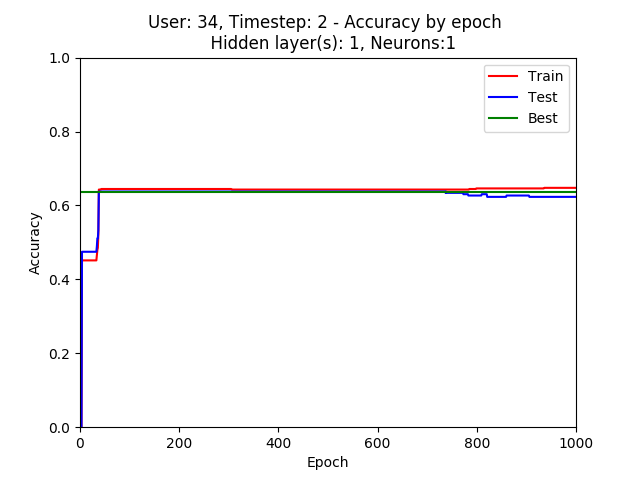 User: 34, Timestep: 2 - Accuracy by epoch
Hidden layer(s): 1, Neurons:1
Train
Test
Best
1.0
0.8
0.6
0.4
0.2
0.0
Accuracy
0 200 400 600 800 1000
Epoch